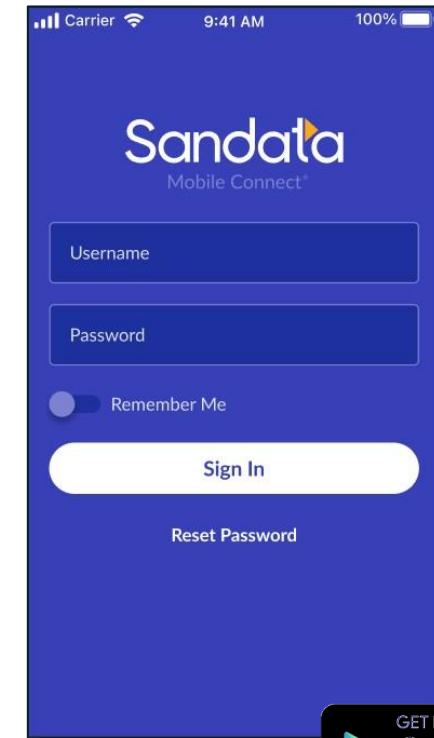 Carrier 9:41 AM 100%
Sandata
Mobile Connect®
Username
Password
Remember Me
Sign In
Reset Password
GET